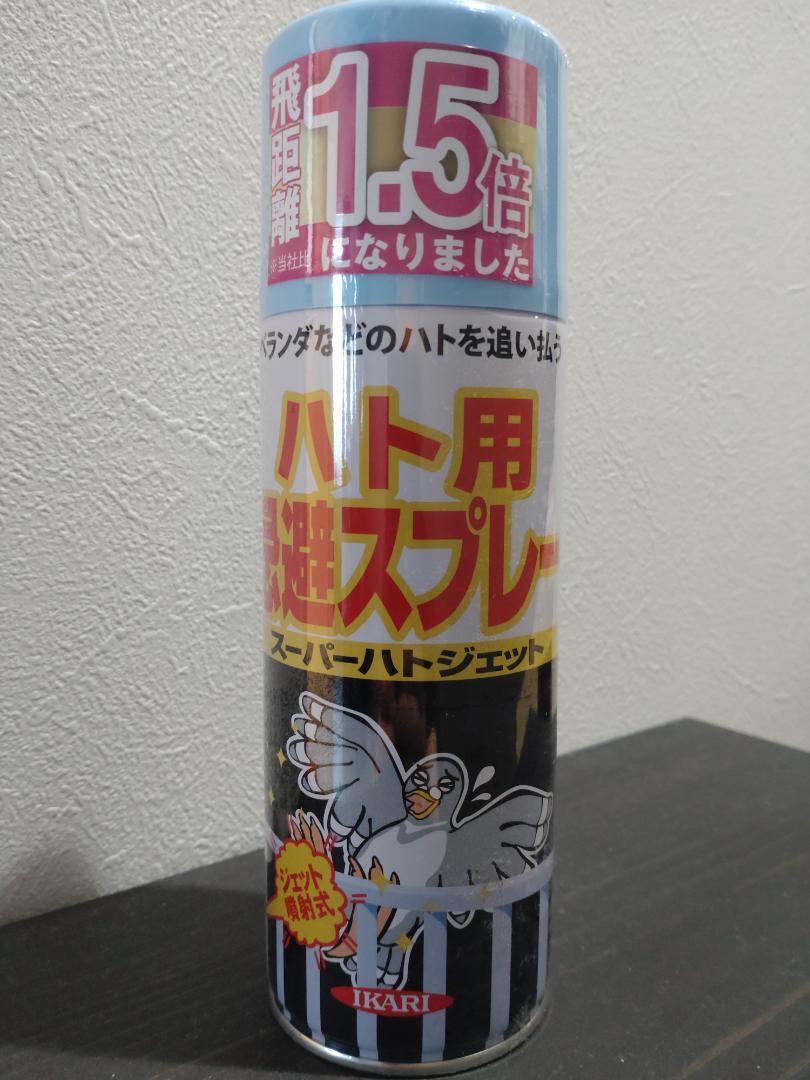 飛距離
1.5倍
になりました
※当社比
ベランダなどのハトを追い払う
ハト用
忌避スプレー
スーパーハトジェット
ジェット
噴射式
IKARI